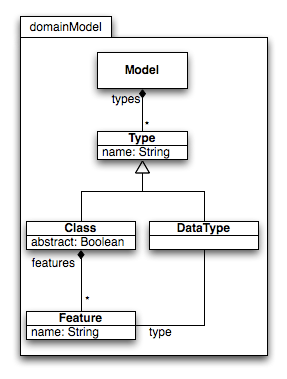 domainModel
Model
types
*
Type
name: String
Class
abstract: Boolean
DataType
features
*
Feature
name: String
type